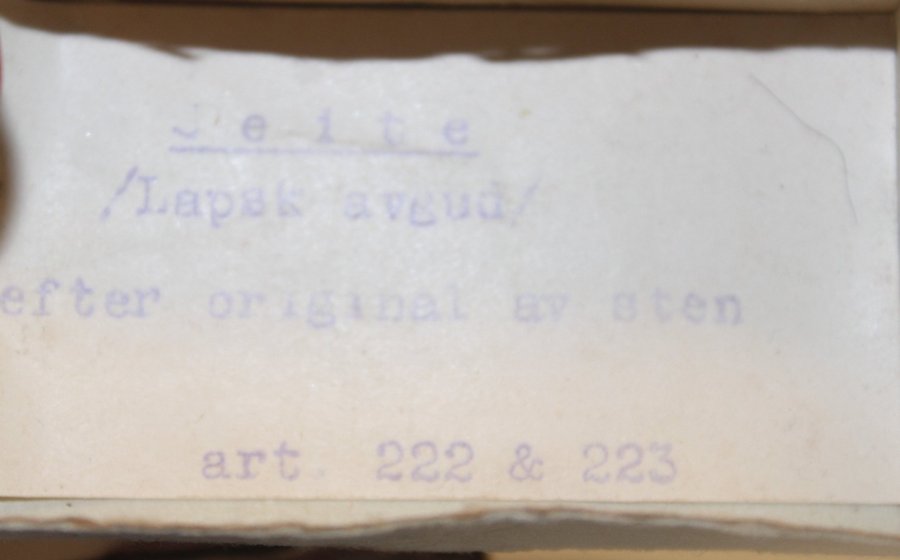 S e i t e
/Lapsk avgud/
efter original av sten
art. 222 & 223